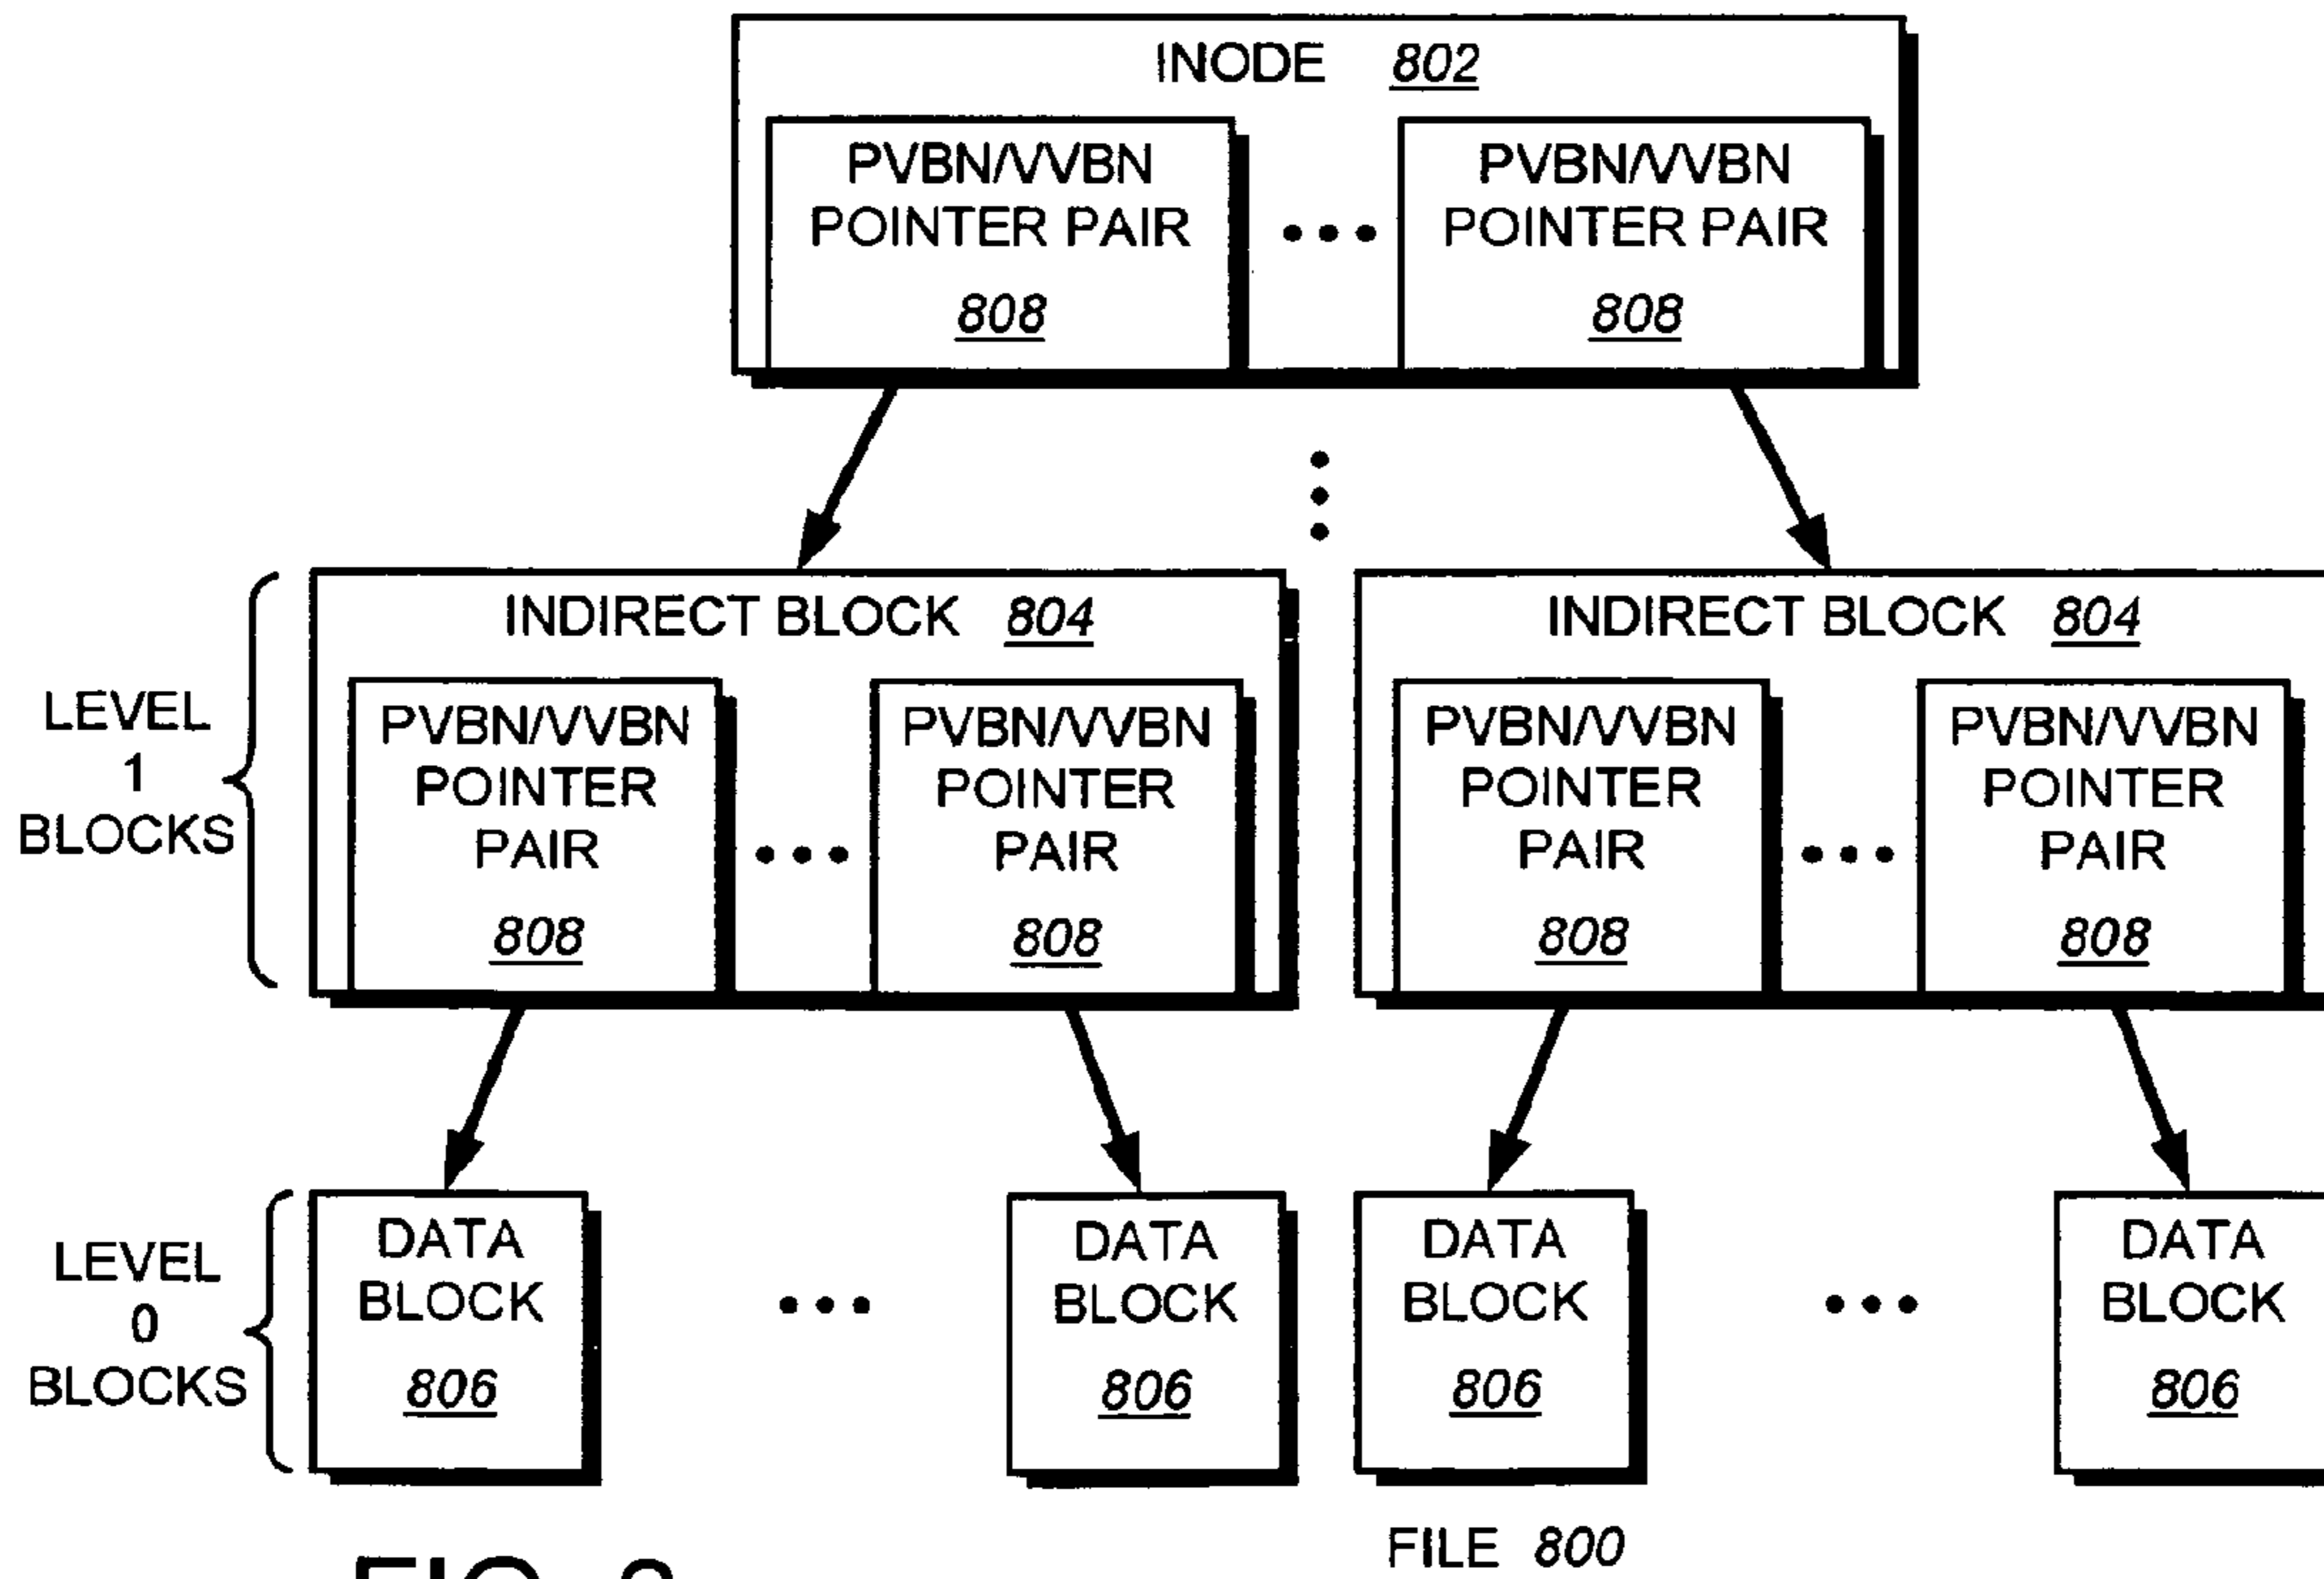 INODE 802
PVBN/VVBN
POINTER PAIR
808
PVBN/VVBN
POINTER PAIR
808
LEVEL
1
BLOCKS
INDIRECT BLOCK 804
PVBN/VVBN
POINTER
PAIR
808
PVBN/VVBN
POINTER
PAIR
808
INDIRECT BLOCK 804
PVBN/VVBN
POINTER
PAIR
808
PVBN/VVBN
POINTER
PAIR
808
LEVEL
0
BLOCKS
DATA
BLOCK
806
DATA
BLOCK
806
DATA
BLOCK
806
DATA
BLOCK
806
FILE 800
FIG.